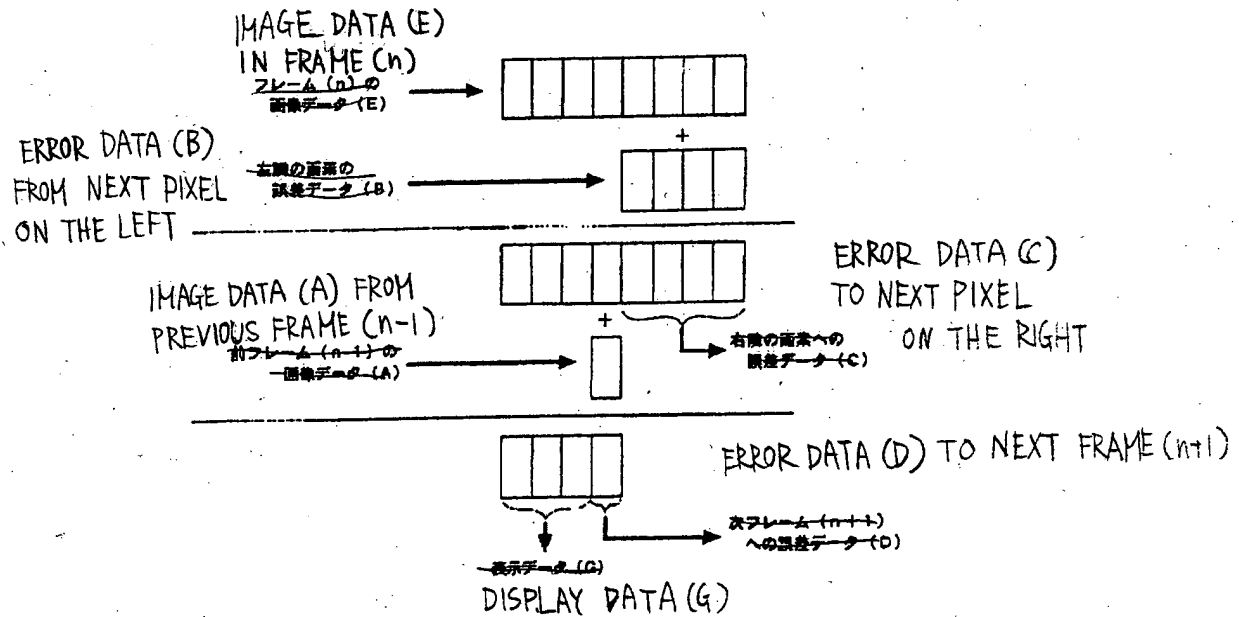 IMAGE DATA (E)
IN FRAME (n)
フレーム (n) の
画像データ (E)
+
ERROR DATA (B)
FROM NEXT PIXEL
ON THE LEFT
左隣の画素の
誤差データ (B)
ERROR DATA (C)
TO NEXT PIXEL
ON THE RIGHT
IMAGE DATA (A) FROM
PREVIOUS FRAME (n-1)
+
前フレーム (n-1) の
画像データ (A)
右隣の画素への
誤差データ (C)
ERROR DATA (D) TO NEXT FRAME (n+1)
次フレーム (n+1)
への誤差データ (D)
表示データ (G)
DISPLAY DATA (G)